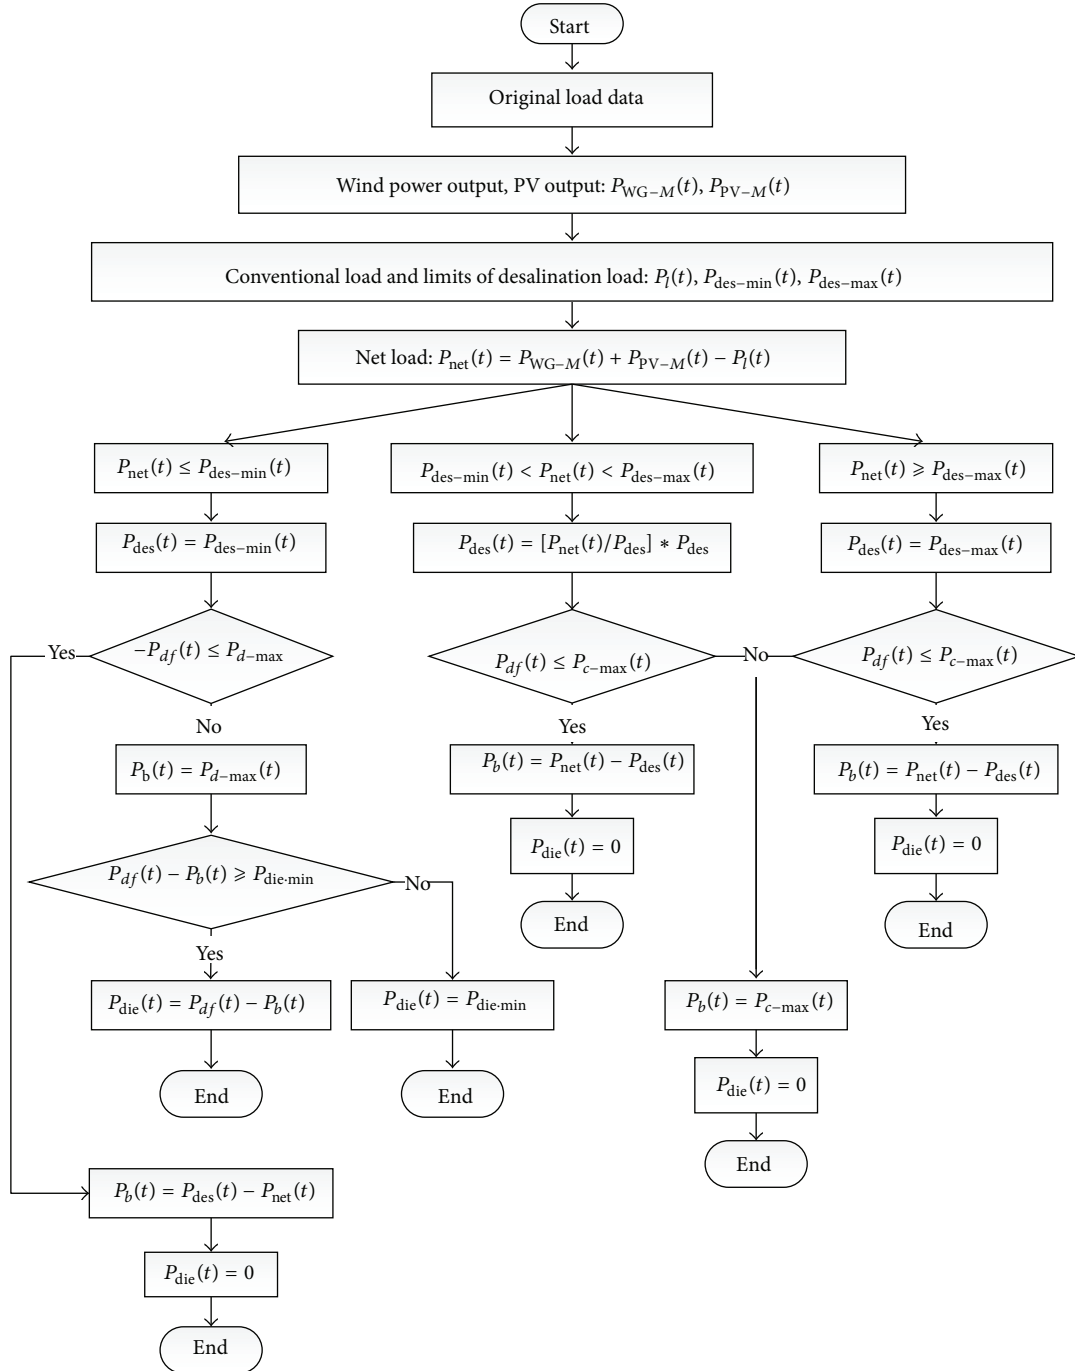 Start
Original load data
Wind power output, PV output: P_WG−M(t), P_PV−M(t)
Conventional load and limits of desalination load: P_l(t), P_des−min(t), P_des−max(t)
Net load: P_net(t) = P_WG−M(t) + P_PV−M(t) − P_l(t)
P_net(t) ≤ P_des−min(t)
P_des−min(t) < P_net(t) < P_des−max(t)
P_net(t) ⩾ P_des−max(t)
P_des(t) = P_des−min(t)
P_des(t) = [P_net(t)/P_des] * P_des
P_des(t) = P_des−max(t)
Yes
−P_df(t) ≤ P_d−max
P_df(t) ≤ P_c−max(t)
No
P_df(t) ≤ P_c−max(t)
No
Yes
Yes
P_b(t) = P_d−max(t)
P_b(t) = P_net(t) − P_des(t)
P_b(t) = P_net(t) − P_des(t)
P_die(t) = 0
P_die(t) = 0
P_df(t) − P_b(t) ⩾ P_die·min
No
End
End
Yes
P_die(t) = P_df(t) − P_b(t)
P_die(t) = P_die·min
P_b(t) = P_c−max(t)
P_die(t) = 0
End
End
End
P_b(t) = P_des(t) − P_net(t)
P_die(t) = 0
End